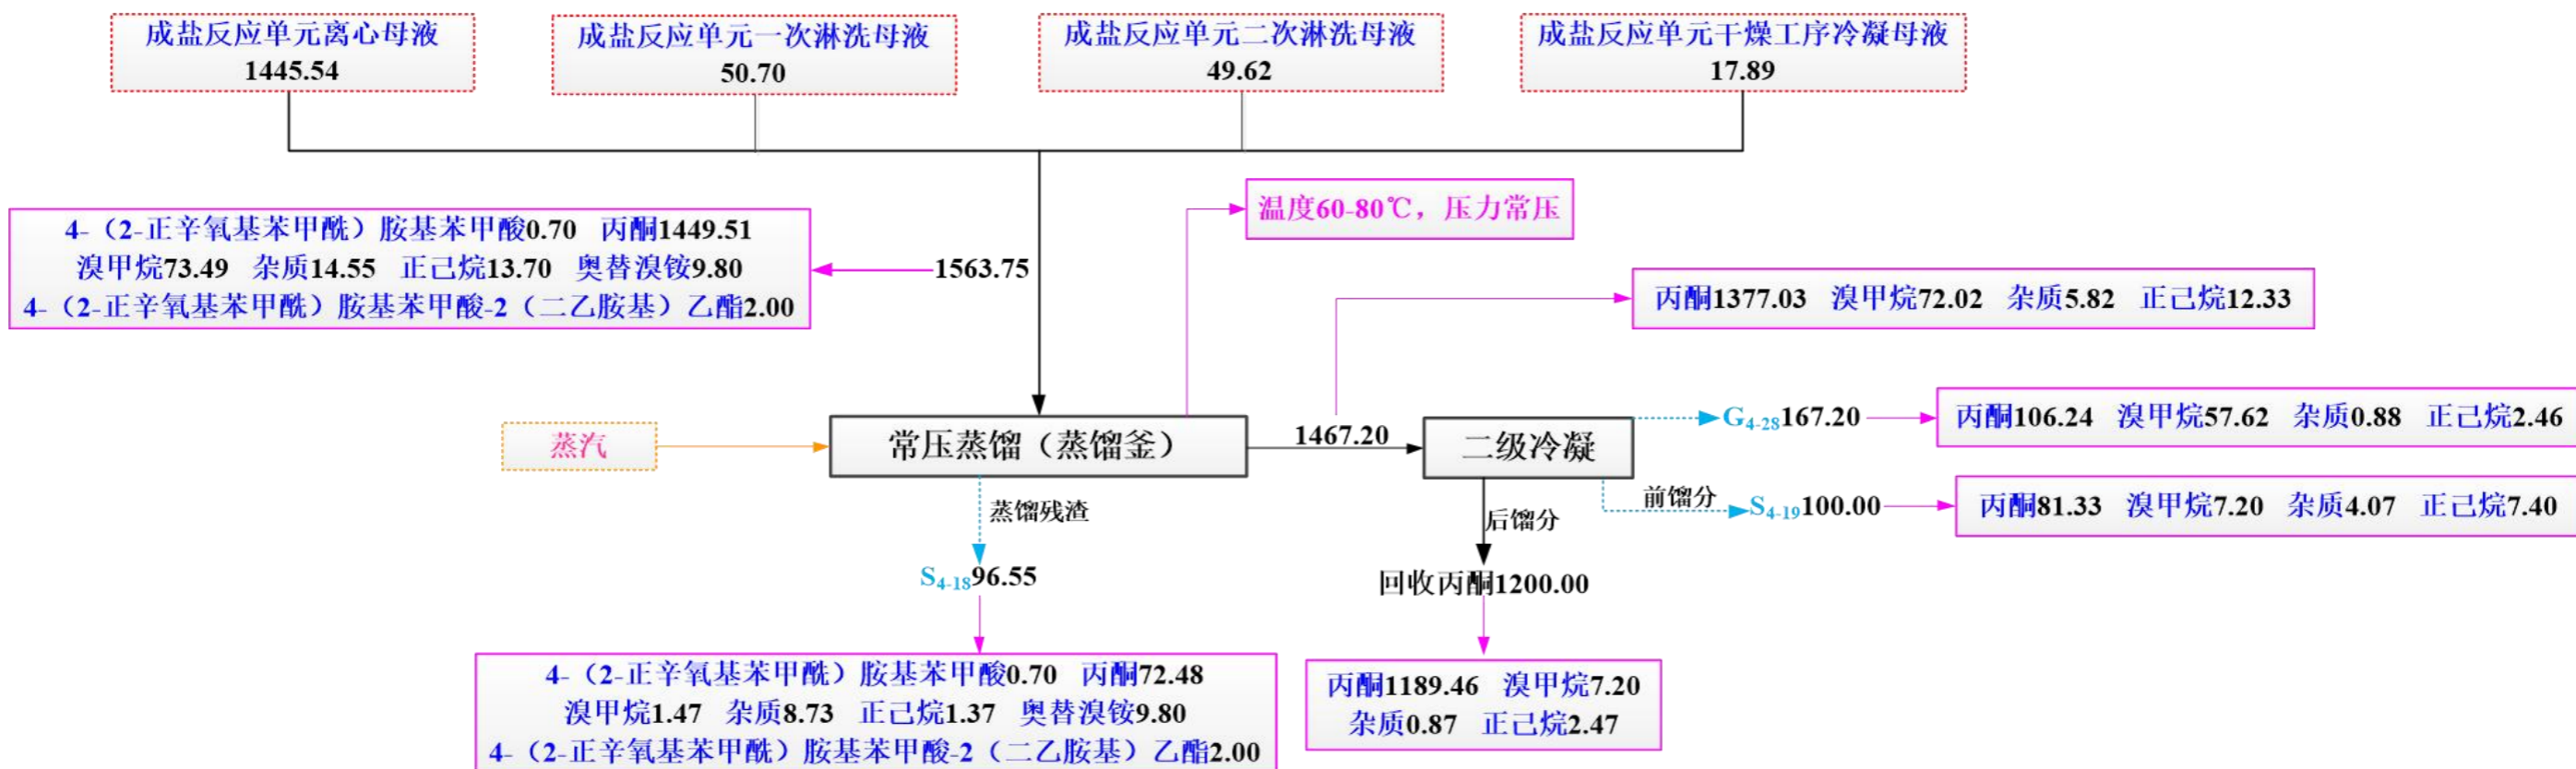 成盐反应单元离心母液
1445.54
成盐反应单元一次淋洗母液
50.70
成盐反应单元二次淋洗母液
49.62
成盐反应单元干燥工序冷凝母液
17.89
4-（2-正辛氧基苯甲酰）胺基苯甲酸0.70 丙酮1449.51
溴甲烷73.49 杂质14.55 正己烷13.70 奥替溴铵9.80
4-（2-正辛氧基苯甲酰）胺基苯甲酸-2（二乙胺基）乙酯2.00
1563.75
温度60-80℃，压力常压
丙酮1377.03 溴甲烷72.02 杂质5.82 正己烷12.33
蒸汽
常压蒸馏（蒸馏釜）
1467.20
二级冷凝
G4-28167.20
丙酮106.24 溴甲烷57.62 杂质0.88 正己烷2.46
前馏分
S4-19100.00
丙酮81.33 溴甲烷7.20 杂质4.07 正己烷7.40
蒸馏残渣
后馏分
S4-1896.55
回收丙酮1200.00
4-（2-正辛氧基苯甲酰）胺基苯甲酸0.70 丙酮72.48
溴甲烷1.47 杂质8.73 正己烷1.37 奥替溴铵9.80
4-（2-正辛氧基苯甲酰）胺基苯甲酸-2（二乙胺基）乙酯2.00
丙酮1189.46 溴甲烷7.20
杂质0.87 正己烷2.47